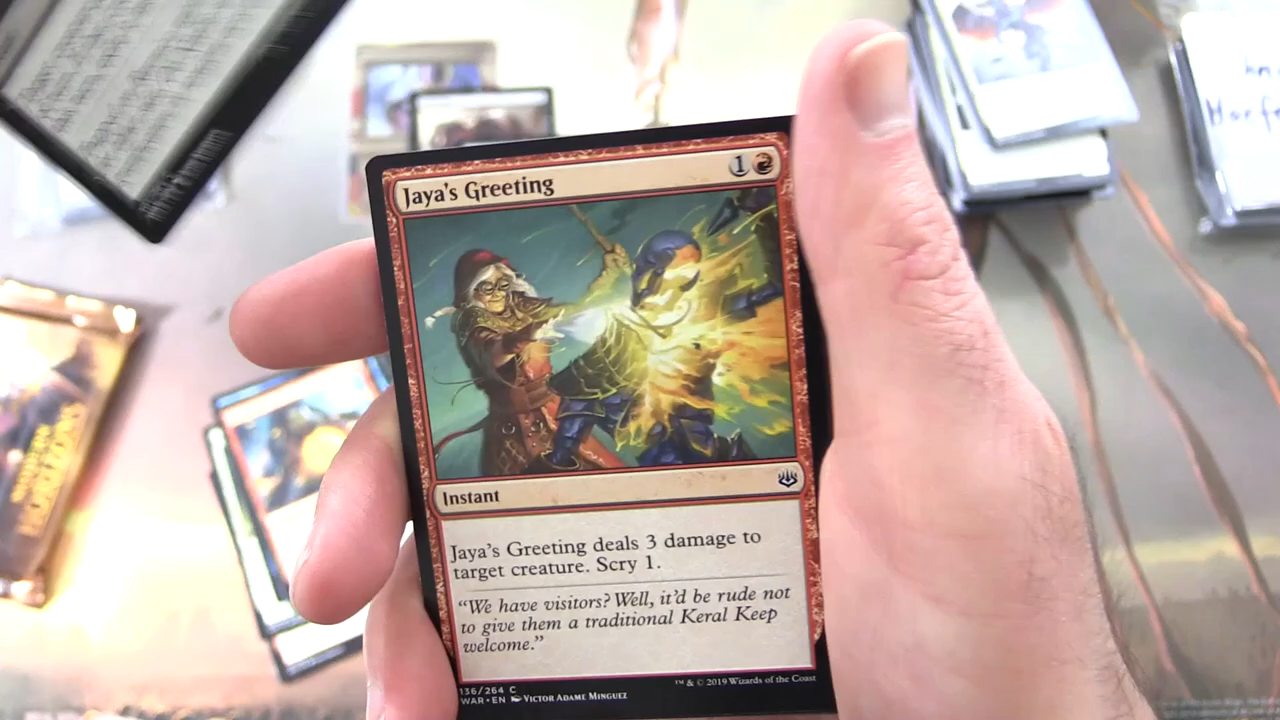 Jaya's Greeting
1
Instant
Jaya's Greeting deals 3 damage to
target creature. Scry 1.
"We have visitors? Well, it'd be rude not
to give them a traditional Keral Keep
welcome."
136/264 C
WAR • EN VICTOR ADAME MINGUEZ
™ & © 2019 Wizards of the Coast